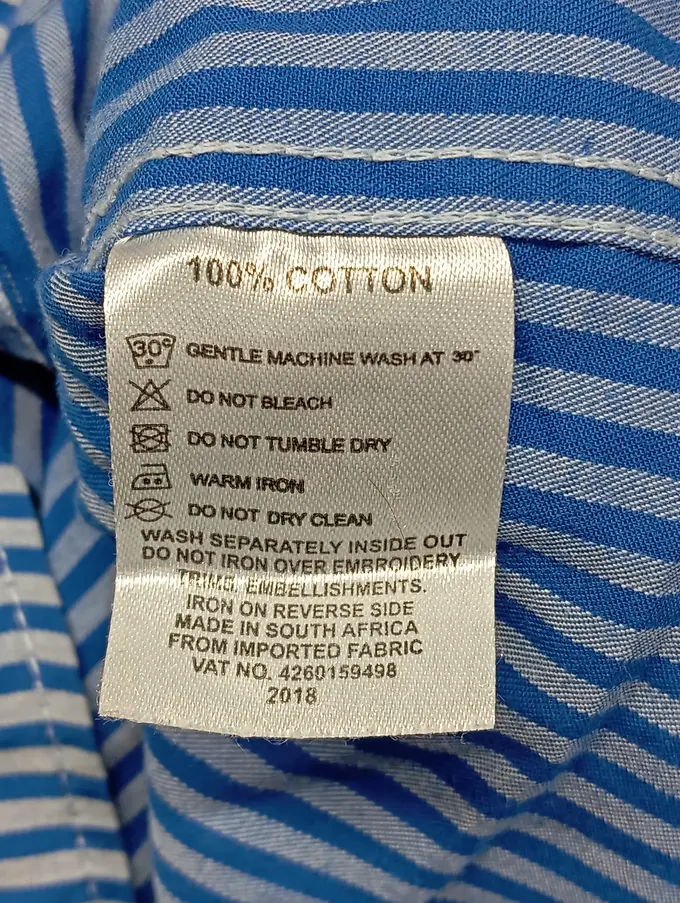 100% COTTON
30° GENTLE MACHINE WASH AT 30°
DO NOT BLEACH
DO NOT TUMBLE DRY
WARM IRON
DO NOT DRY CLEAN
WASH SEPARATELY INSIDE OUT
DO NOT IRON OVER EMBROIDERY
TRIMS, EMBELLISHMENTS.
IRON ON REVERSE SIDE
MADE IN SOUTH AFRICA
FROM IMPORTED FABRIC
VAT NO. 4260159498
2018